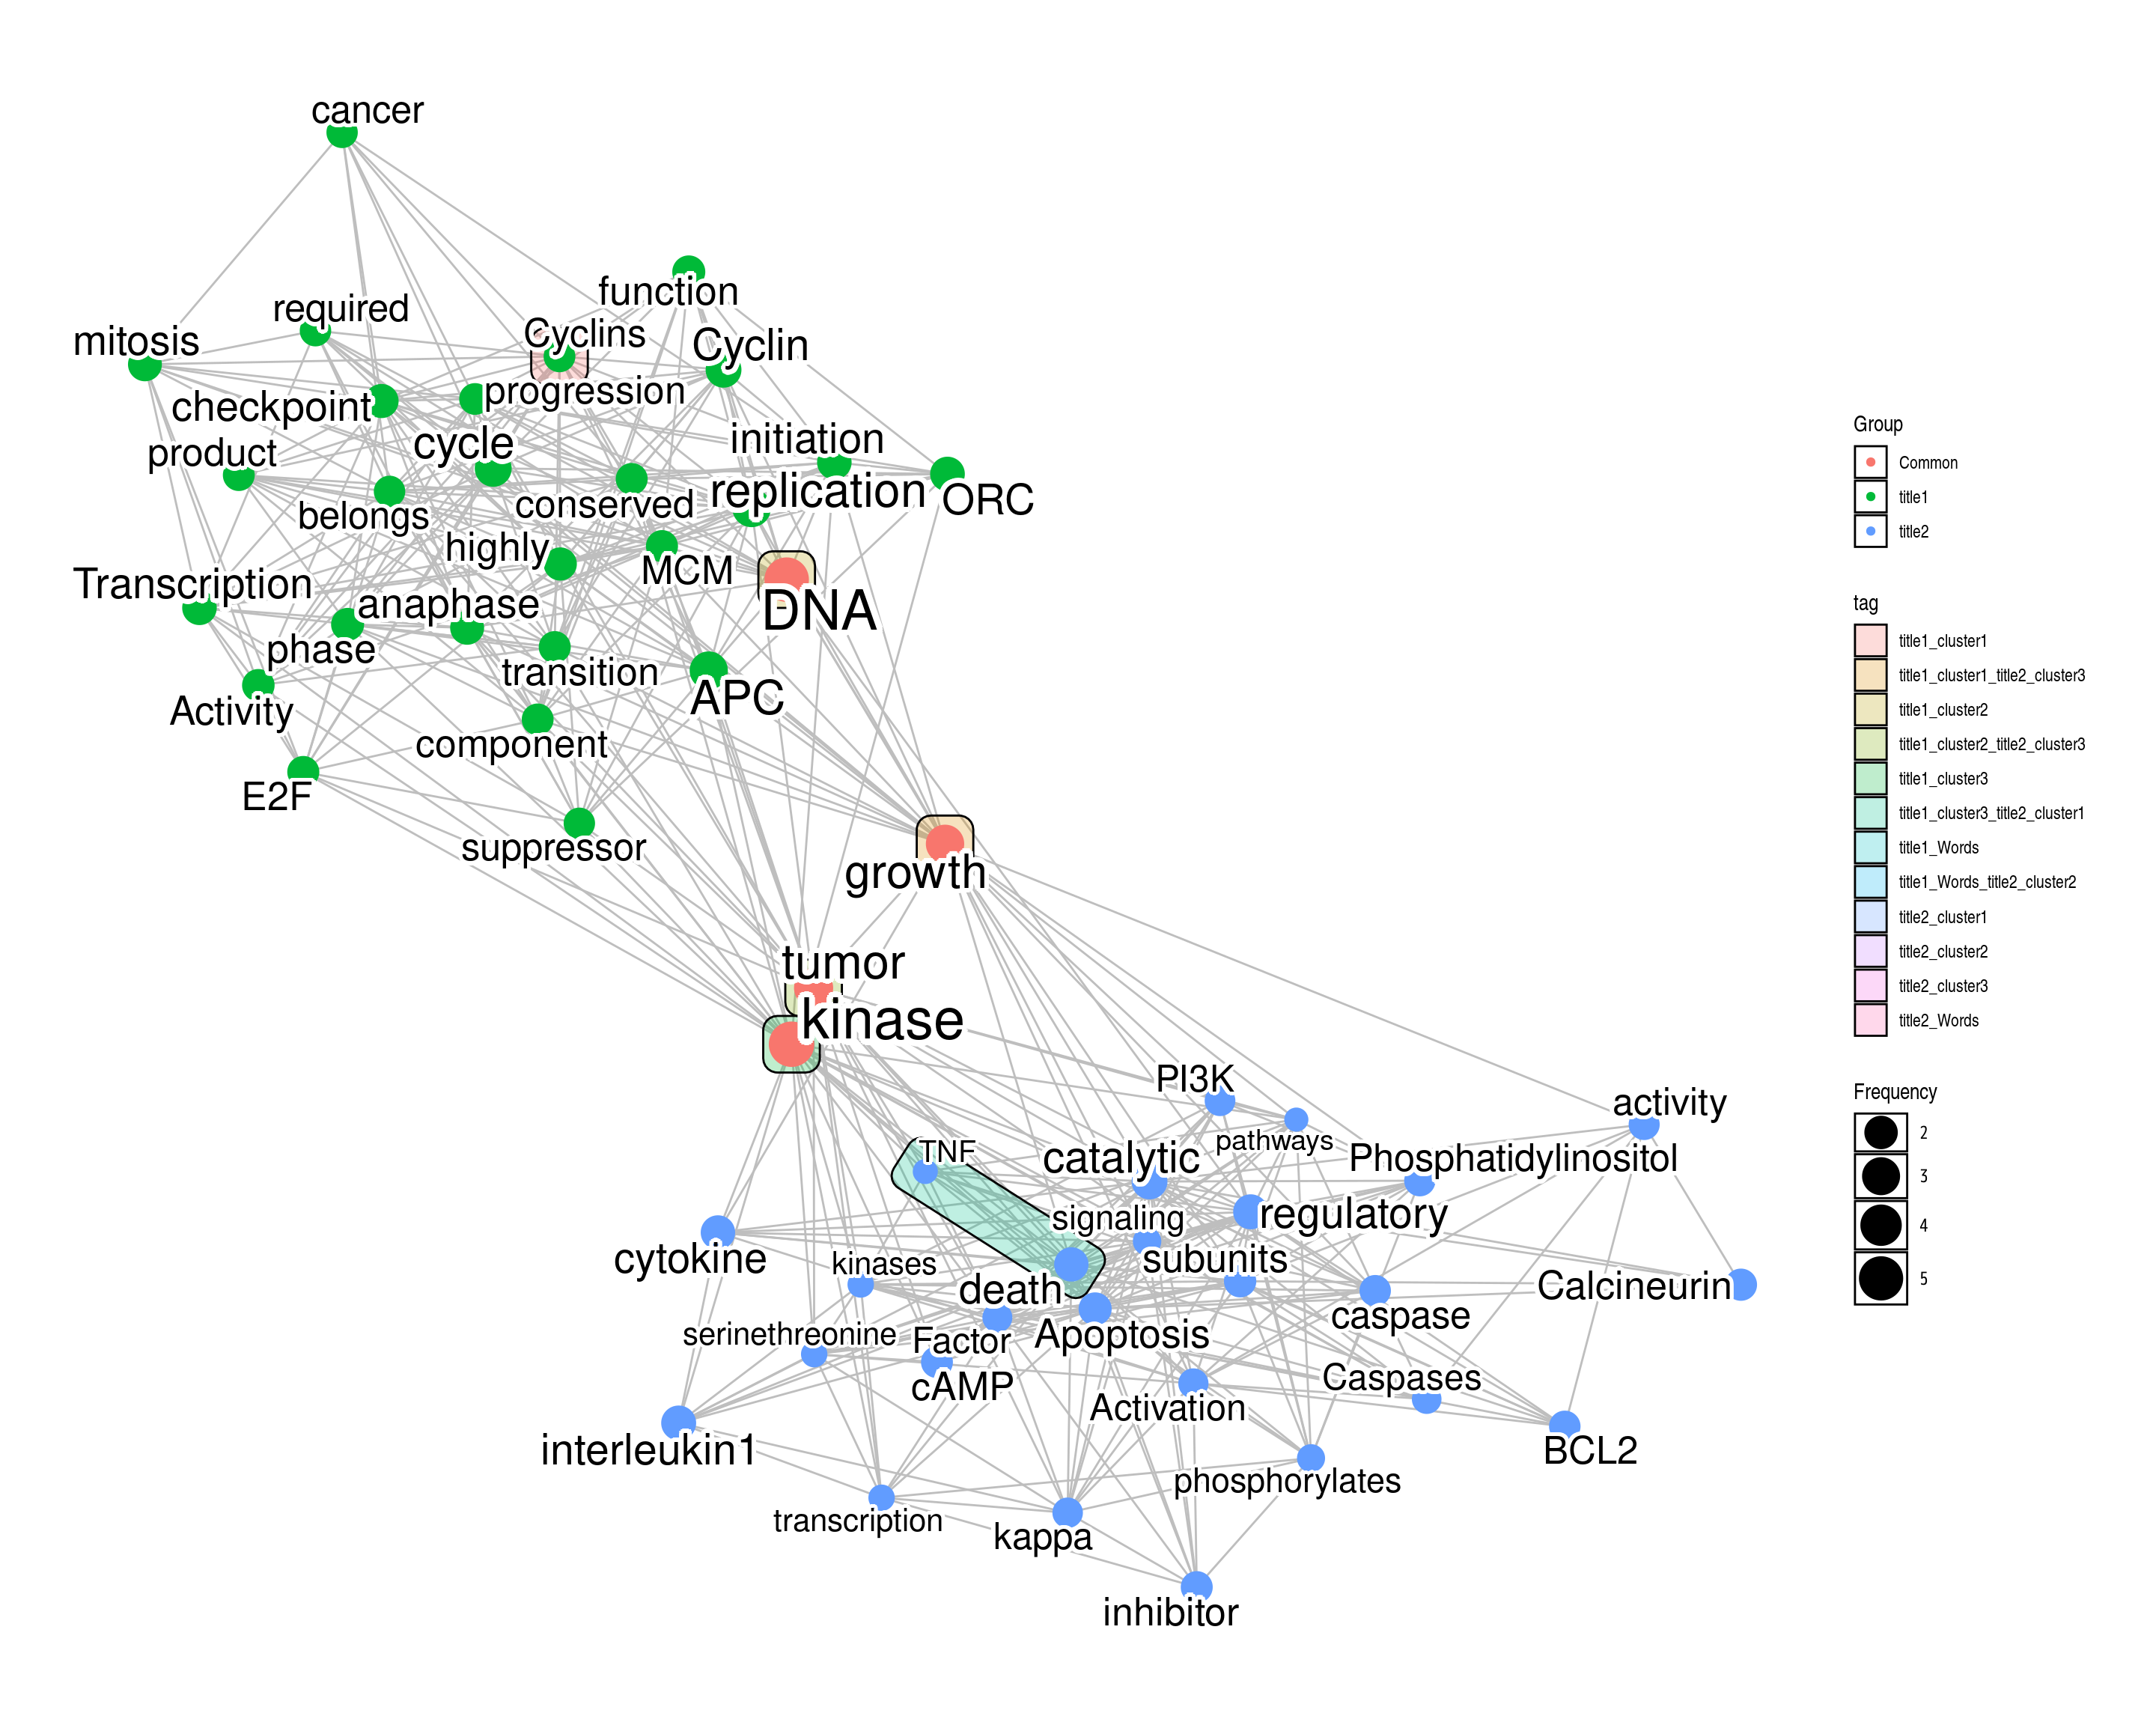 cancer
function
required
Cyclins
mitosis
Cyclin
progression
checkpoint
initiation
cycle
product
replication
conserved
ORC
belongs
highly
MCM
Transcription
anaphase
DNA
phase
transition
APC
Activity
component
E2F
suppressor
growth
tumor
kinase
PI3K
activity
pathways
TNF
catalytic
Phosphatidylinositol
signaling
regulatory
cytokine
kinases
subunits
death
Calcineurin
caspase
serinethreonine
Factor
Apoptosis
Caspases
cAMP
Activation
interleukin1
BCL2
phosphorylates
transcription
kappa
inhibitor
Group
Common
title1
title2
tag
title1_cluster1
title1_cluster1_title2_cluster3
title1_cluster2
title1_cluster2_title2_cluster3
title1_cluster3
title1_cluster3_title2_cluster1
title1_Words
title1_Words_title2_cluster2
title2_cluster1
title2_cluster2
title2_cluster3
title2_Words
Frequency
2
3
4
5